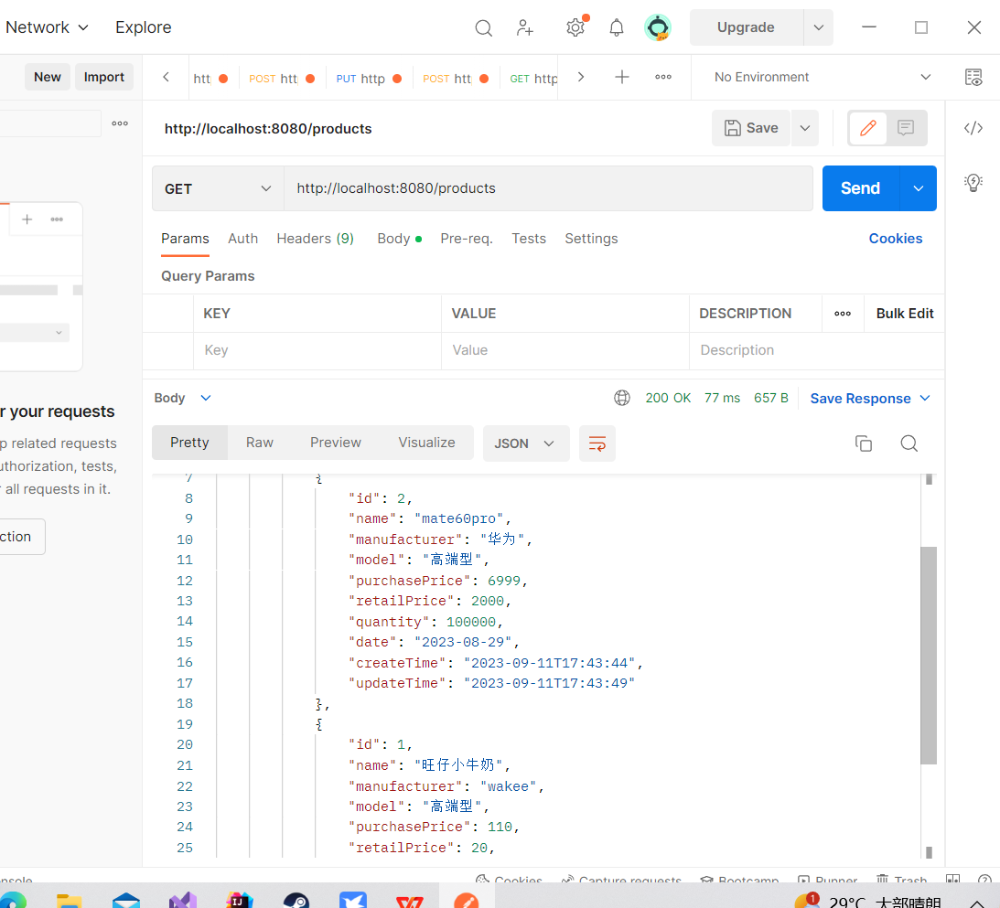 Network Explore Upgrade
New Import htt POST htt PUT http POST htt GET http No Environment
http://localhost:8080/products Save
GET http://localhost:8080/products Send
Params Auth Headers (9) Body Pre-req. Tests Settings Cookies
Query Params
KEY VALUE DESCRIPTION Bulk Edit
Key Value Description
Body 200 OK 77 ms 657 B Save Response
r your requests
p related requests
uthorization, tests,
r all requests in it.
ction
Pretty Raw Preview Visualize JSON
7 {
8 "id": 2,
9 "name": "mate60pro",
10 "manufacturer": "华为",
11 "model": "高端型",
12 "purchasePrice": 6999,
13 "retailPrice": 2000,
14 "quantity": 100000,
15 "date": "2023-08-29",
16 "createTime": "2023-09-11T17:43:44",
17 "updateTime": "2023-09-11T17:43:49"
18 },
19 {
20 "id": 1,
21 "name": "旺仔小牛奶",
22 "manufacturer": "wakee",
23 "model": "高端型",
24 "purchasePrice": 110,
25 "retailPrice": 20,
onsole Cookies Capture requests Bootcamp Runner Trash
IJ 1 29°C 大部晴朗